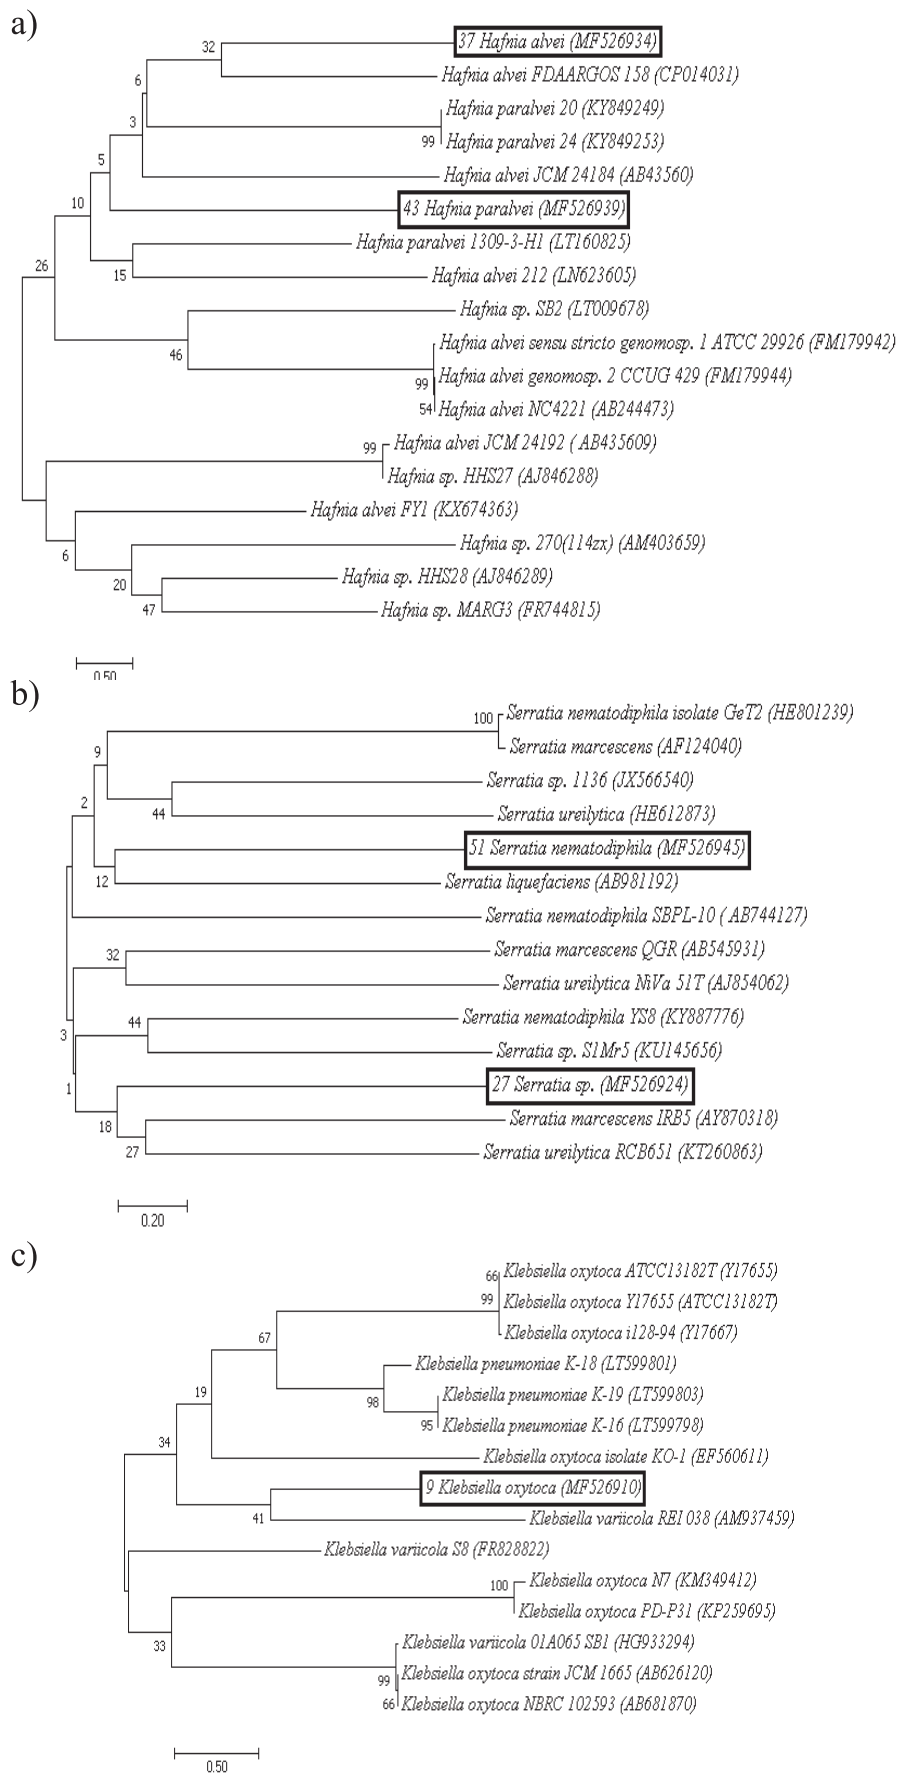 a)
37 Hafnia alvei (MF526934)
32
Hafnia alvei FDAARGOS 158 (CP014031)
6
Hafnia paralvei 20 (KY849249)
3
Hafnia paralvei 24 (KY849253)
99
5
Hafnia alvei JCM 24184 (AB43560)
10
43 Hafnia paralvei (MF526939)
Hafnia paralvei 1309-3-H1 (LT160825)
26
15
Hafnia alvei 212 (LN623605)
Hafnia sp. SB2 (LT009678)
Hafnia alvei sensu stricto genomosp. 1 ATCC 29926 (FM179942)
46
Hafnia alvei genomosp. 2 CCUG 429 (FM179944)
99
54
Hafnia alvei NC4221 (AB244473)
99
Hafnia alvei JCM 24192 ( AB435609)
Hafnia sp. HHS27 (AJ846288)
Hafnia alvei FY1 (KX674363)
Hafnia sp. 270(114zx) (AM403659)
6
Hafnia sp. HHS28 (AJ846289)
20
47
Hafnia sp. MARG3 (FR744815)
0.50
b)
Serratia nematodiphila isolate GeT2 (HE801239)
100
Serratia marcescens (AF124040)
9
Serratia sp. 1136 (JX566540)
2
44
Serratia ureilytica (HE612873)
51 Serratia nematodiphila (MF526945)
12
Serratia liquefaciens (AB981192)
Serratia nematodiphila SBPL-10 ( AB744127)
32
Serratia marcescens QGR (AB545931)
Serratia ureilytica NiVa 51T (AJ854062)
44
Serratia nematodiphila YS8 (KY887776)
3
Serratia sp. S1Mr5 (KU145656)
1
27 Serratia sp. (MF526924)
18
Serratia marcescens IRB5 (AY870318)
27
Serratia ureilytica RCB651 (KT260863)
0.20
c)
66
Klebsiella oxytoca ATCC13182T (Y17655)
99
Klebsiella oxytoca Y17655 (ATCC13182T)
67
Klebsiella oxytoca i128-94 (Y17667)
Klebsiella pneumoniae K-18 (LT599801)
19
98
Klebsiella pneumoniae K-19 (LT599803)
95
Klebsiella pneumoniae K-16 (LT599798)
34
Klebsiella oxytoca isolate KO-1 (EF560611)
9 Klebsiella oxytoca (MF526910)
41
Klebsiella variicola RE1038 (AM937459)
Klebsiella variicola S8 (FR828822)
100
Klebsiella oxytoca N7 (KM349412)
Klebsiella oxytoca PD-P31 (KP259695)
33
Klebsiella variicola 01A065 SB1 (HG933294)
99
Klebsiella oxytoca strain JCM 1665 (AB626120)
66
Klebsiella oxytoca NBRC 102593 (AB681870)
0.50